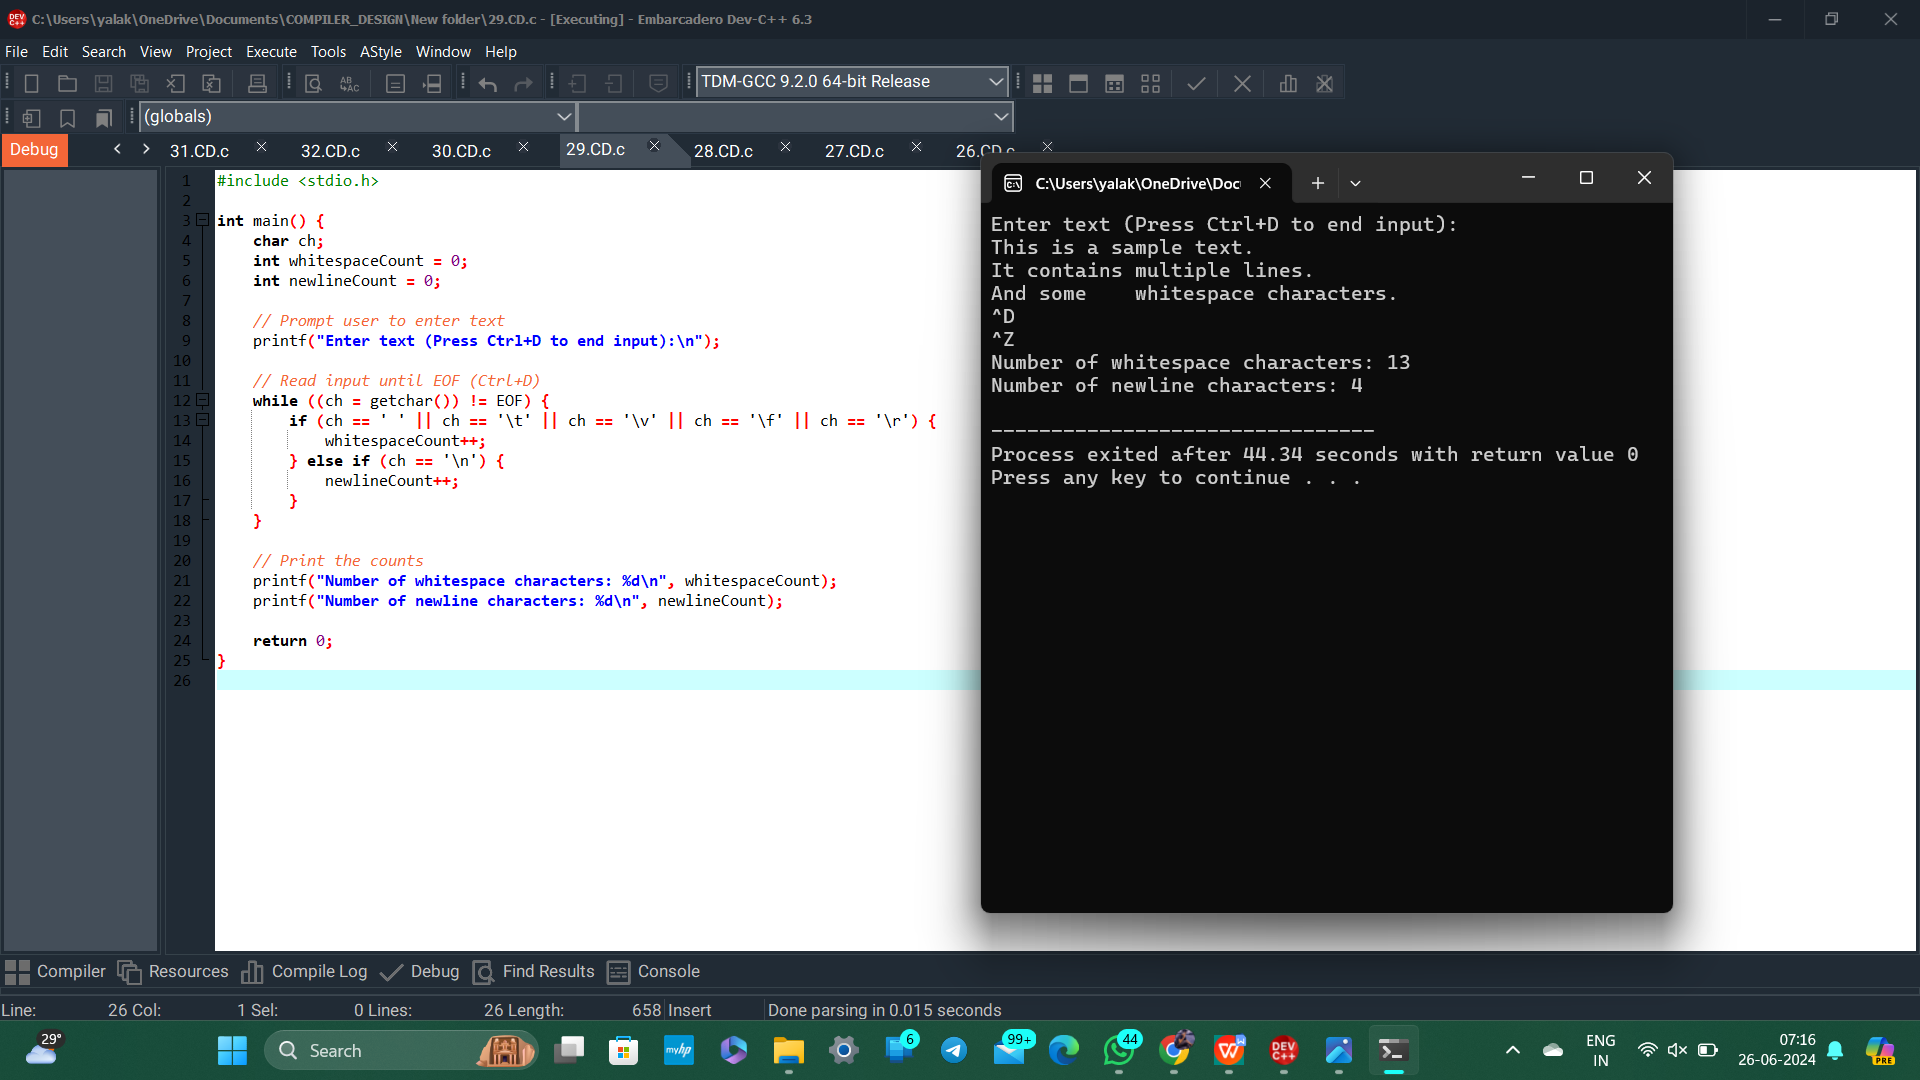 C:\Users\yalak\OneDrive\Documents\COMPILER_DESIGN\New folder\29.CD.c - [Executing] - Embarcadero Dev-C++ 6.3
File Edit Search View Project Execute Tools AStyle Window Help
TDM-GCC 9.2.0 64-bit Release
(globals)
Debug
31.CD.c 32.CD.c 30.CD.c 29.CD.c 28.CD.c 27.CD.c 26.CD.c
1 #include <stdio.h>
2
3 int main() {
4 char ch;
5 int whitespaceCount = 0;
6 int newlineCount = 0;
7
8 // Prompt user to enter text
9 printf("Enter text (Press Ctrl+D to end input):\n");
10
11 // Read input until EOF (Ctrl+D)
12 while ((ch = getchar()) != EOF) {
13 if (ch == ' ' || ch == '\t' || ch == '\v' || ch == '\f' || ch == '\r') {
14 whitespaceCount++;
15 } else if (ch == '\n') {
16 newlineCount++;
17 }
18 }
19
20 // Print the counts
21 printf("Number of whitespace characters: %d\n", whitespaceCount);
22 printf("Number of newline characters: %d\n", newlineCount);
23
24 return 0;
25 }
26
C:\Users\yalak\OneDrive\Doc
Enter text (Press Ctrl+D to end input):
This is a sample text.
It contains multiple lines.
And some    whitespace characters.
^D
^Z
Number of whitespace characters: 13
Number of newline characters: 4
--------------------------------
Process exited after 44.34 seconds with return value 0
Press any key to continue . . .
Compiler Resources Compile Log Debug Find Results Console
Line: 26 Col: 1 Sel: 0 Lines: 26 Length: 658 Insert Done parsing in 0.015 seconds
29°
Search
myhp
6
99+
44
DEV C++
ENG
IN
07:16
26-06-2024
PRE